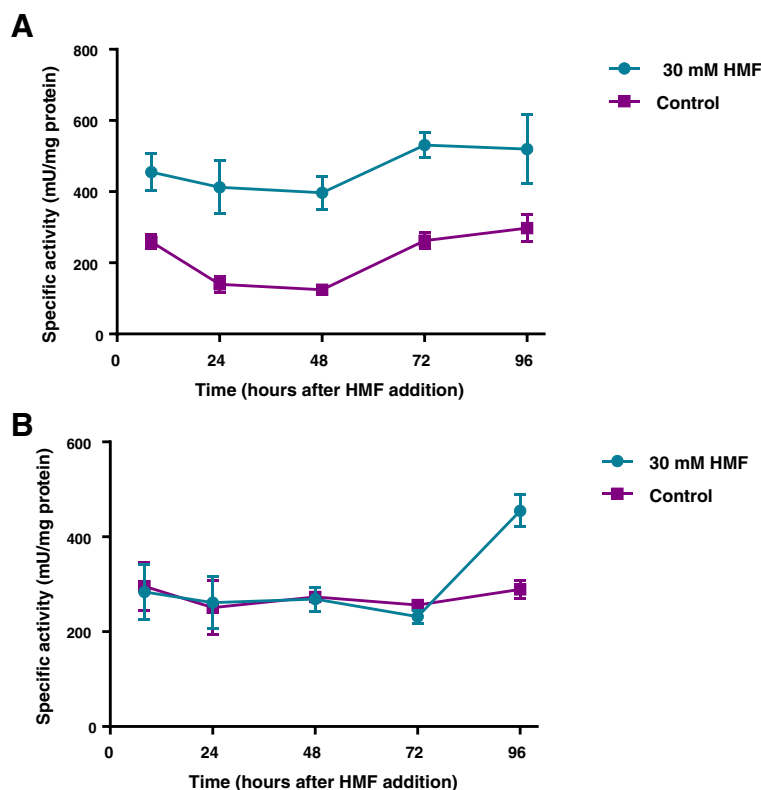 A
800
600
400
200
0
Specific activity (mU/mg protein)
0 24 48 72 96
Time (hours after HMF addition)
30 mM HMF
Control
B
600
400
200
0
Specific activity (mU/mg protein)
0 24 48 72 96
Time (hours after HMF addition)
30 mM HMF
Control